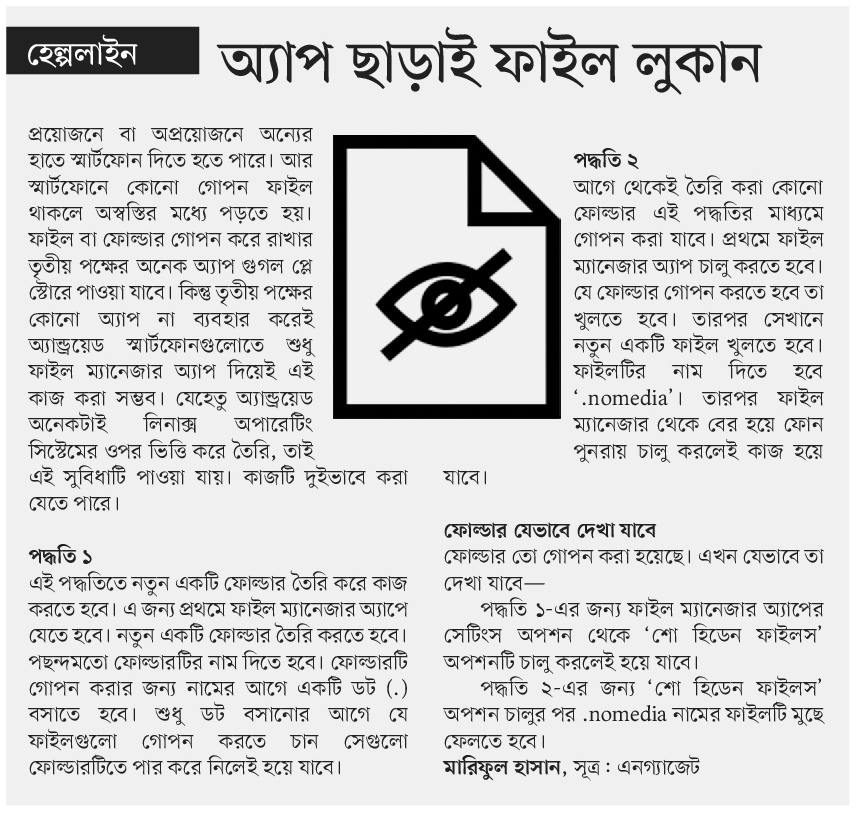 হেল্পলাইন
অ্যাপ ছাড়াই ফাইল লুকান
প্রয়োজনে বা অপ্রয়োজনে অন্যের
হাতে স্মার্টফোন দিতে হতে পারে। আর
স্মার্টফোনে কোনো গোপন ফাইল
থাকলে অস্বস্তির মধ্যে পড়তে হয়।
ফাইল বা ফোল্ডার গোপন করে রাখার
তৃতীয় পক্ষের অনেক অ্যাপ গুগল প্লে
স্টোরে পাওয়া যাবে। কিন্তু তৃতীয় পক্ষের
কোনো অ্যাপ না ব্যবহার করেই
অ্যান্ড্রয়েড স্মার্টফোনগুলোতে শুধু
ফাইল ম্যানেজার অ্যাপ দিয়েই এই
কাজ করা সম্ভব। যেহেতু অ্যান্ড্রয়েড
অনেকটাই লিনাক্স অপারেটিং
সিস্টেমের ওপর ভিত্তি করে তৈরি, তাই
এই সুবিধাটি পাওয়া যায়। কাজটি দুইভাবে করা
যেতে পারে।
পদ্ধতি ১
এই পদ্ধতিতে নতুন একটি ফোল্ডার তৈরি করে কাজ
করতে হবে। এ জন্য প্রথমে ফাইল ম্যানেজার অ্যাপে
যেতে হবে। নতুন একটি ফোল্ডার তৈরি করতে হবে।
পছন্দমতো ফোল্ডারটির নাম দিতে হবে। ফোল্ডারটি
গোপন করার জন্য নামের আগে একটি ডট (.)
বসাতে হবে। শুধু ডট বসানোর আগে যে
ফাইলগুলো গোপন করতে চান সেগুলো
ফোল্ডারটিতে পার করে নিলেই হয়ে যাবে।
পদ্ধতি ২
আগে থেকেই তৈরি করা কোনো
ফোল্ডার এই পদ্ধতির মাধ্যমে
গোপন করা যাবে। প্রথমে ফাইল
ম্যানেজার অ্যাপ চালু করতে হবে।
যে ফোল্ডার গোপন করতে হবে তা
খুলতে হবে। তারপর সেখানে
নতুন একটি ফাইল খুলতে হবে।
ফাইলটির নাম দিতে হবে
‘.nomedia’। তারপর ফাইল
ম্যানেজার থেকে বের হয়ে ফোন
পুনরায় চালু করলেই কাজ হয়ে
যাবে।
ফোল্ডার যেভাবে দেখা যাবে
ফোল্ডার তো গোপন করা হয়েছে। এখন যেভাবে তা
দেখা যাবে—
পদ্ধতি ১-এর জন্য ফাইল ম্যানেজার অ্যাপের
সেটিংস অপশন থেকে ‘শো হিডেন ফাইলস’
অপশনটি চালু করলেই হয়ে যাবে।
পদ্ধতি ২-এর জন্য ‘শো হিডেন ফাইলস’
অপশন চালুর পর .nomedia নামের ফাইলটি মুছে
ফেলতে হবে।
মারিফুল হাসান, সূত্র : এনগ্যাজেট